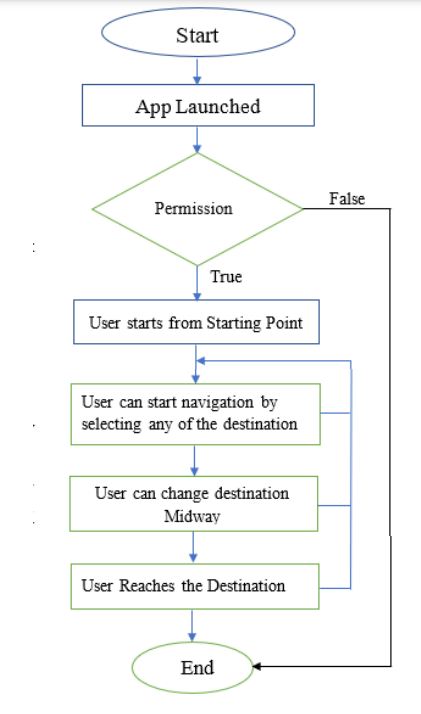 Start
App Launched
Permission
False
True
User starts from Starting Point
User can start navigation by
selecting any of the destination
User can change destination
Midway
User Reaches the Destination
End